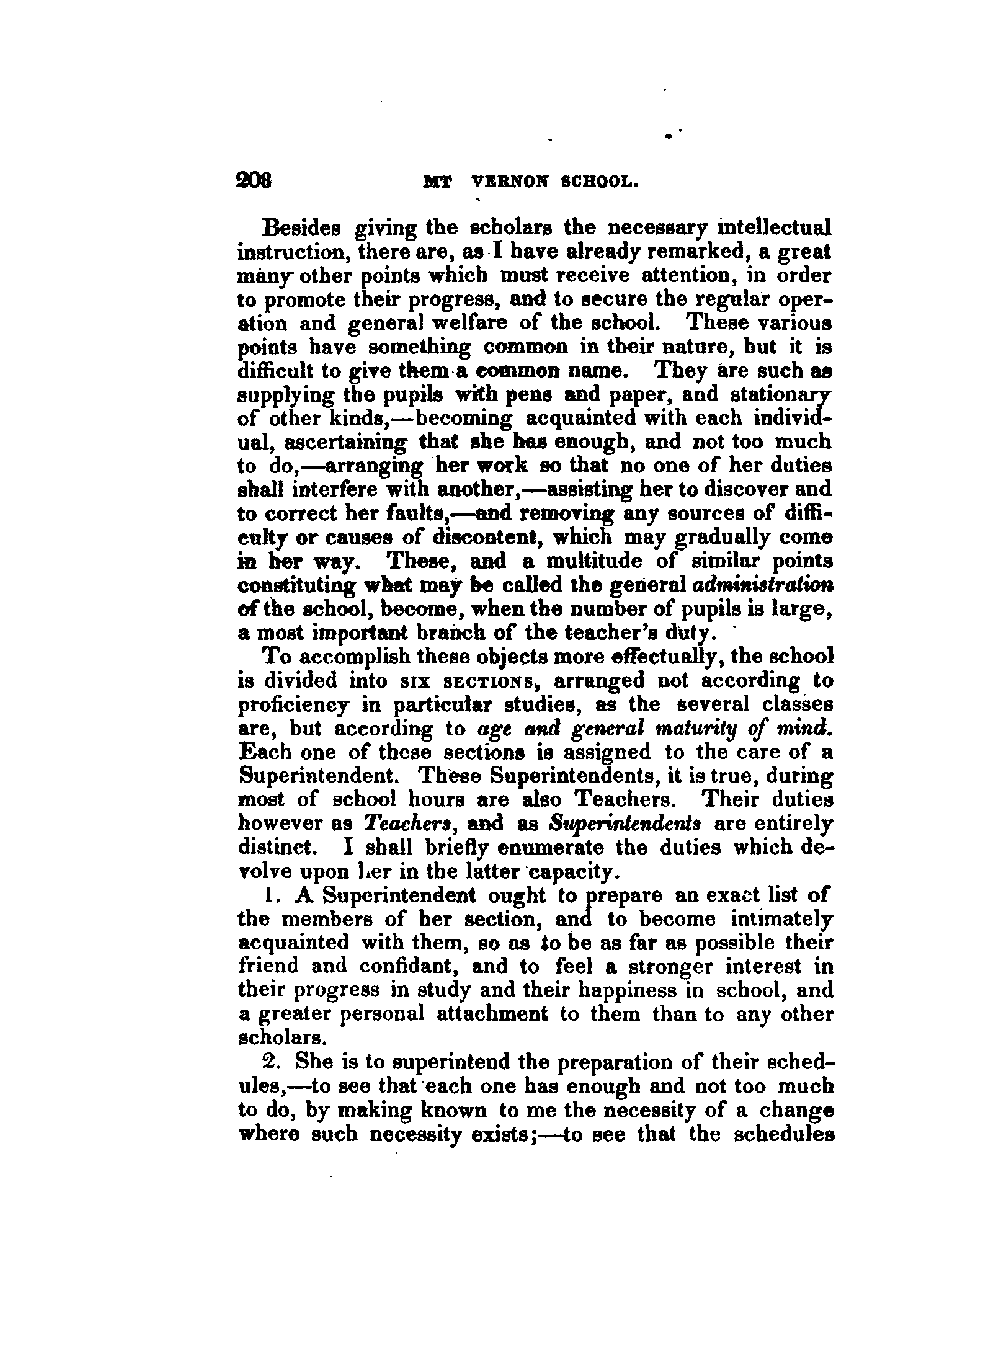 208 MT VERNON SCHOOL.
Besides giving the scholars the necessary intellectual
instruction, there are, as I have already remarked, a great
many other points which must receive attention, in order
to promote their progress, and to secure the regular oper-
ation and general welfare of the school. These various
points have something common in their nature, but it is
difficult to give them a common name. They are such as
supplying the pupils with pens and paper, and stationary
of other kinds,—becoming acquainted with each individ-
ual, ascertaining that she has enough, and not too much
to do,—arranging her work so that no one of her duties
shall interfere with another,—assisting her to discover and
to correct her faults,—and removing any sources of diffi-
culty or causes of discontent, which may gradually come
in her way. These, and a multitude of similar points
constituting what may be called the general administration
of the school, become, when the number of pupils is large,
a most important branch of the teacher's duty.
To accomplish these objects more effectually, the school
is divided into SIX SECTIONS, arranged not according to
proficiency in particular studies, as the several classes
are, but according to age and general maturity of mind.
Each one of these sections is assigned to the care of a
Superintendent. These Superintendents, it is true, during
most of school hours are also Teachers. Their duties
however as Teachers, and as Superintendents are entirely
distinct. I shall briefly enumerate the duties which de-
volve upon her in the latter capacity.
1. A Superintendent ought to prepare an exact list of
the members of her section, and to become intimately
acquainted with them, so as to be as far as possible their
friend and confidant, and to feel a stronger interest in
their progress in study and their happiness in school, and
a greater personal attachment to them than to any other
scholars.
2. She is to superintend the preparation of their sched-
ules,—to see that each one has enough and not too much
to do, by making known to me the necessity of a change
where such necessity exists;—to see that the schedules